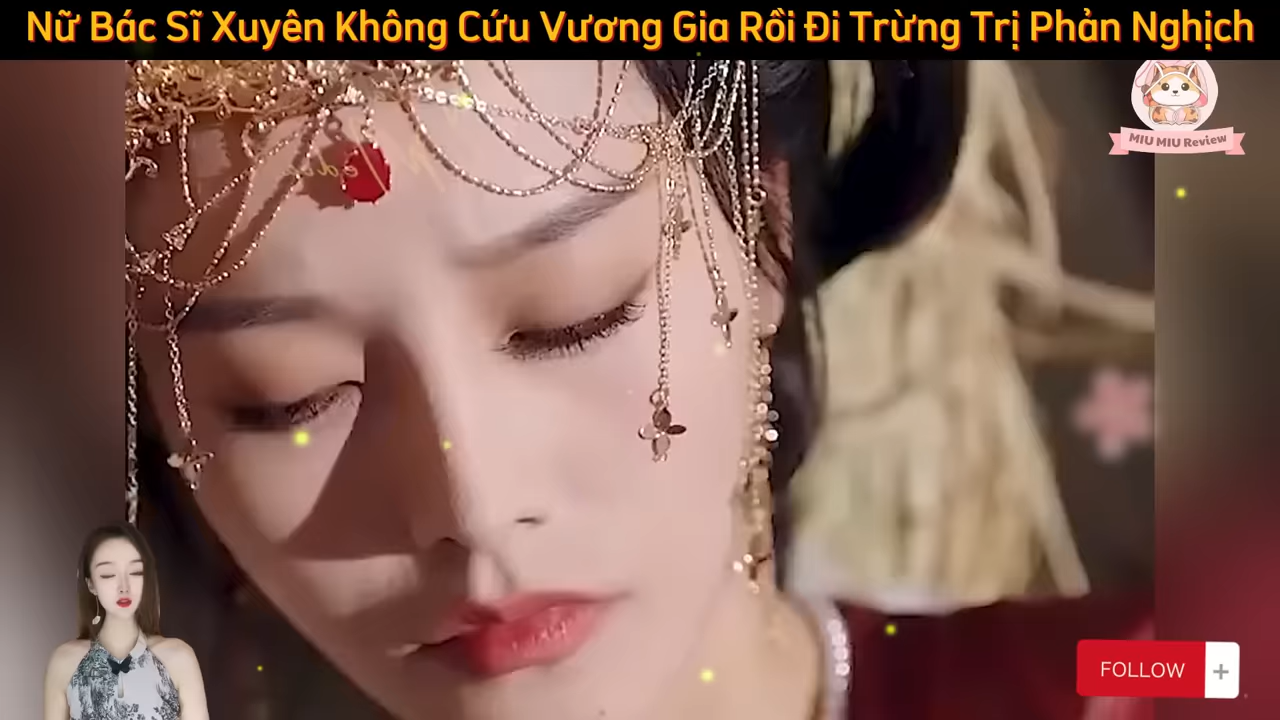 Nữ Bác Sĩ Xuyên Không Cứu Vương Gia Rồi Đi Trừng Trị Phản Nghịch
MIU MIU Review
FOLLOW +